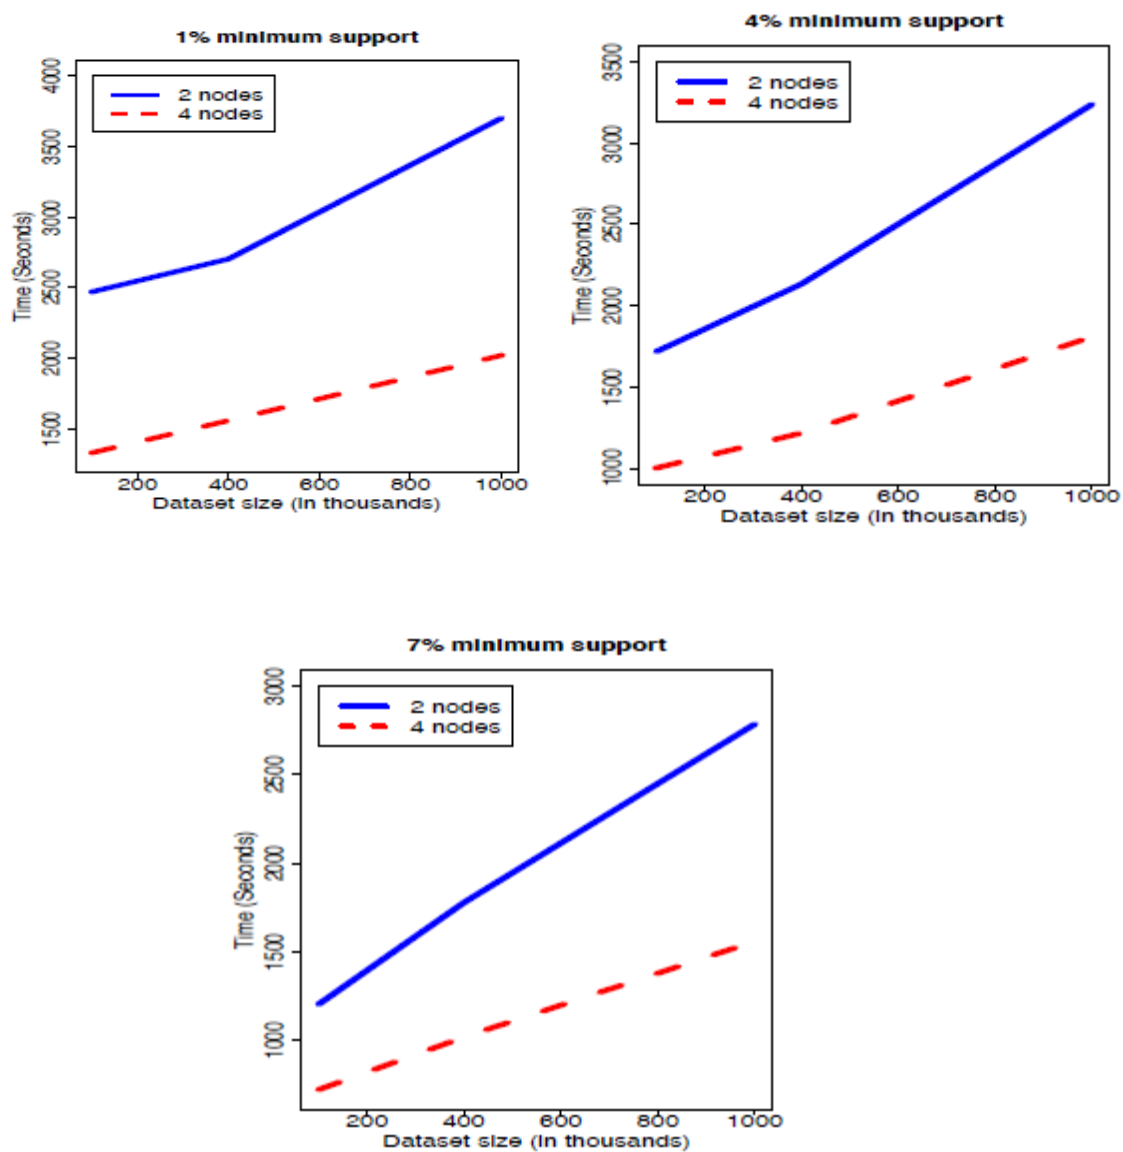 1% minimum support
4000
3500
3000
2500
2000
1500
Time (Seconds)
2 nodes
4 nodes
200 400 600 800 1000
Dataset size (in thousands)
4% minimum support
3500
3000
2500
2000
1500
1000
Time (Seconds)
2 nodes
4 nodes
200 400 600 800 1000
Dataset size (in thousands)
7% minimum support
3000
2500
2000
1500
1000
Time (Seconds)
2 nodes
4 nodes
200 400 600 800 1000
Dataset size (in thousands)